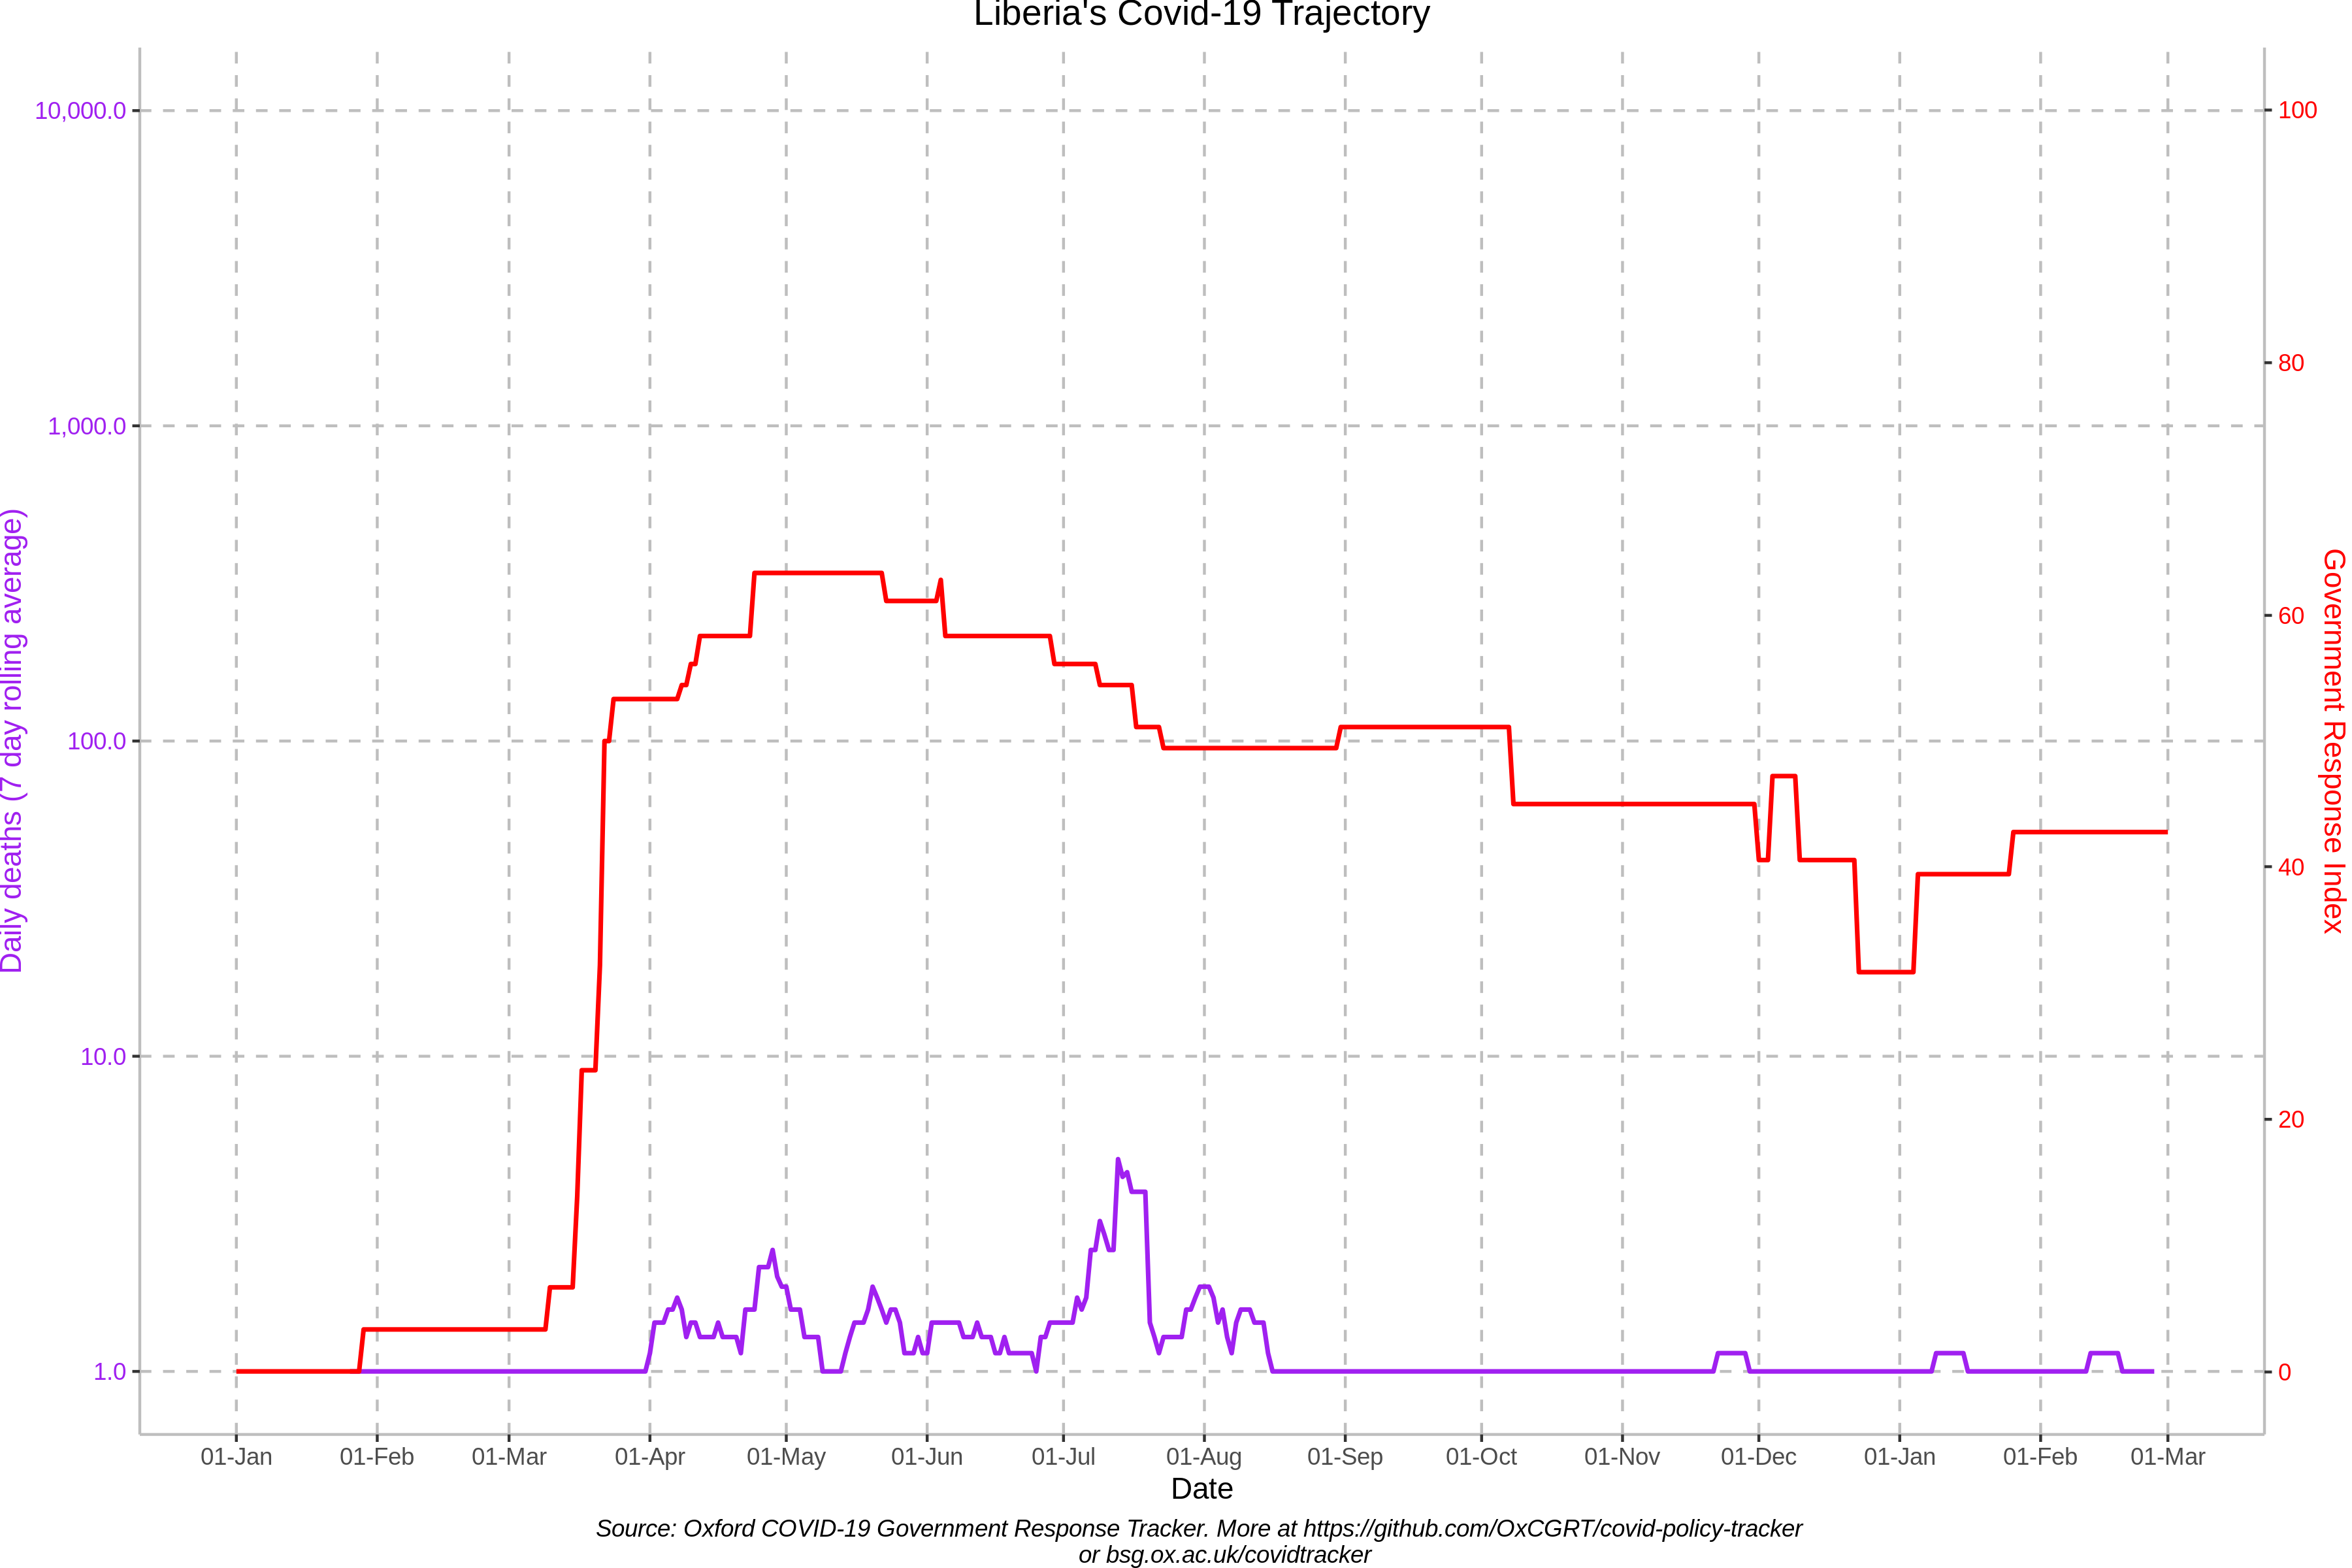 Liberia's Covid-19 Trajectory
10,000.0
1,000.0
100.0
10.0
1.0
Daily deaths (7 day rolling average)
100
80
60
40
20
0
Government Response Index
01-Jan 01-Feb 01-Mar 01-Apr 01-May 01-Jun 01-Jul 01-Aug 01-Sep 01-Oct 01-Nov 01-Dec 01-Jan 01-Feb 01-Mar
Date
Source: Oxford COVID-19 Government Response Tracker. More at https://github.com/OxCGRT/covid-policy-tracker
or bsg.ox.ac.uk/covidtracker